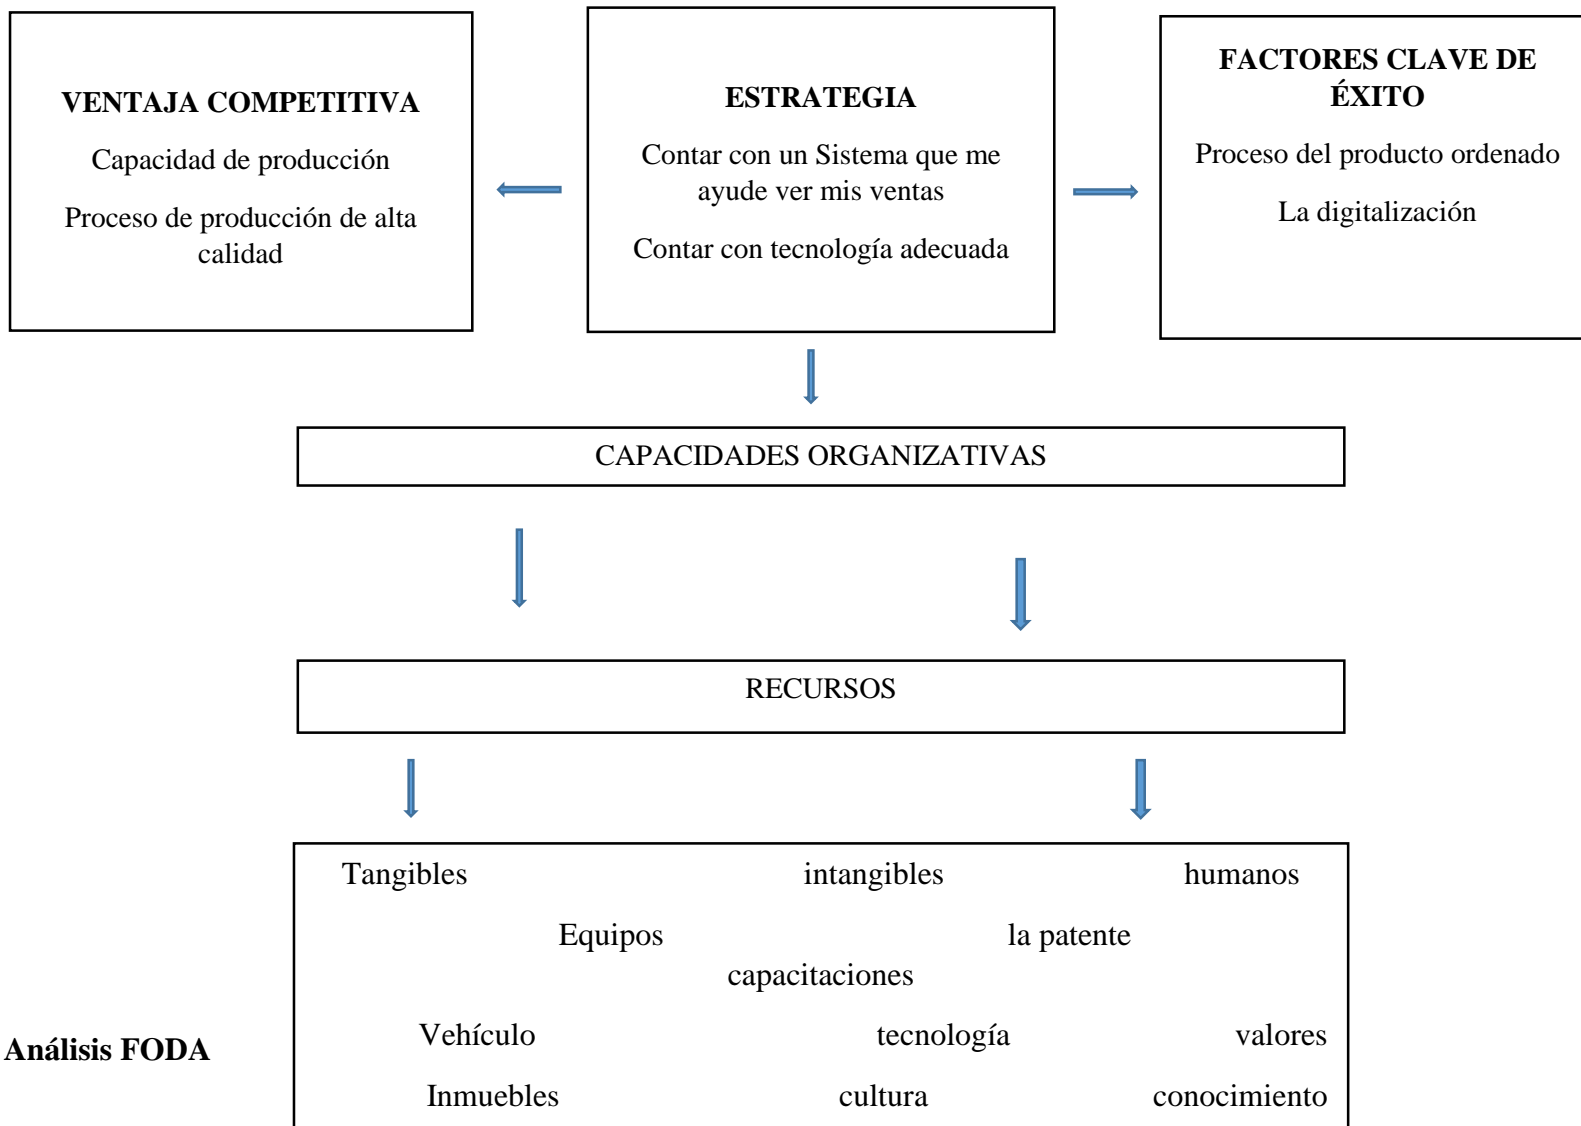 VENTAJA COMPETITIVA
Capacidad de producción
Proceso de producción de alta
calidad
ESTRATEGIA
Contar con un Sistema que me
ayude ver mis ventas
Contar con tecnología adecuada
FACTORES CLAVE DE
ÉXITO
Proceso del producto ordenado
La digitalización
CAPACIDADES ORGANIZATIVAS
RECURSOS
Tangibles intangibles humanos
Equipos la patente
capacitaciones
Vehículo tecnología valores
Inmuebles cultura conocimiento
Análisis FODA